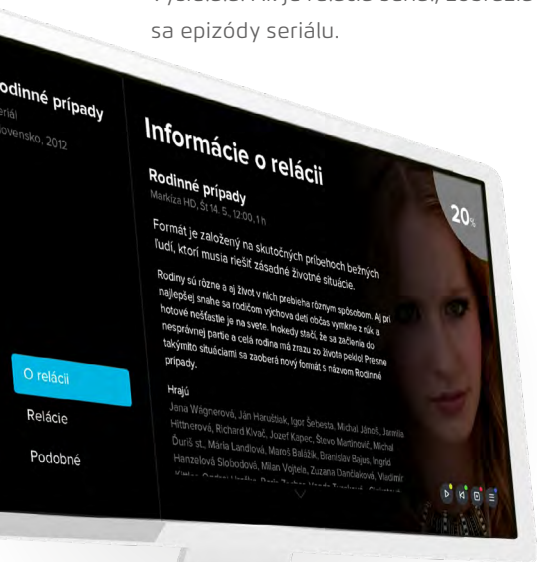 sa epizódy seriálu.
Rodinné prípady
Slovensko, 2012
Informácie o relácii
Rodinné prípady
Markíza HD, Št 14. 5., 12:00, 1 h
20%
Formát je založený na skutočných príbehoch bežných
ľudí, ktorí musia riešiť zásadné životné situácie.
Rodiny sú rôzne a aj život v nich prebieha rôznym spôsobom. Aj pri
najlepšej snahe sa rodičom výchova detí občas vymkne z rúk a
hotové nešťastie je na svete. Inokedy stačí, že sa začlenia do
nesprávnej partie a celá rodina má zrazu zo života peklo! Presne
takýmito situáciami sa zaoberá nový formát s názvom Rodinné
prípady.
Hrajú
Jana Wágnerová, Ján Haruštiak, Igor Šebesta, Michal Jánoš, Jarmila
Hittnerová, Richard Kivač, Jozef Kapec, Števo Martinovič, Michal
Ďuriš st., Mária Landlová, Maroš Balážik, Branislav Bajus, Ingrid
Hanzelová Slobodová, Milan Vojtela, Zuzana Dančiaková, Vladimír
O relácii
Relácie
Podobné